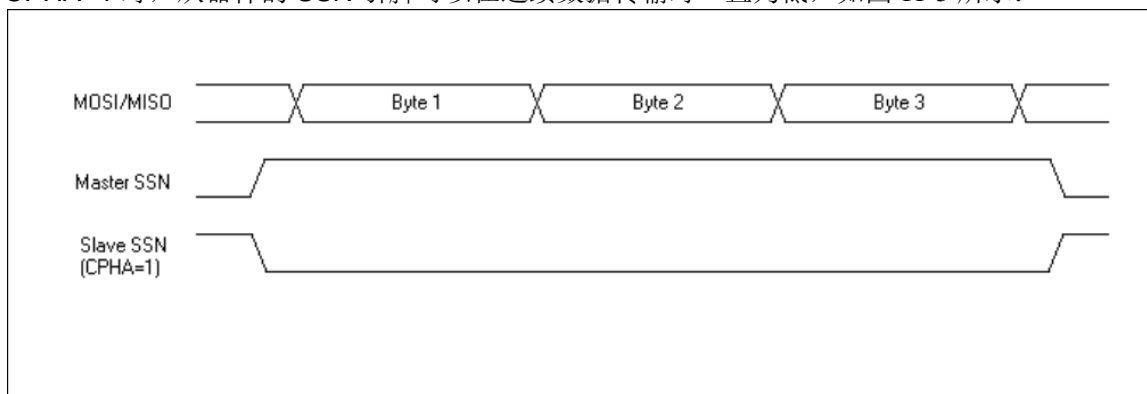 MOSI/MISO Byte 1 Byte 2 Byte 3
Master SSN
Slave SSN
(CPHA=1)